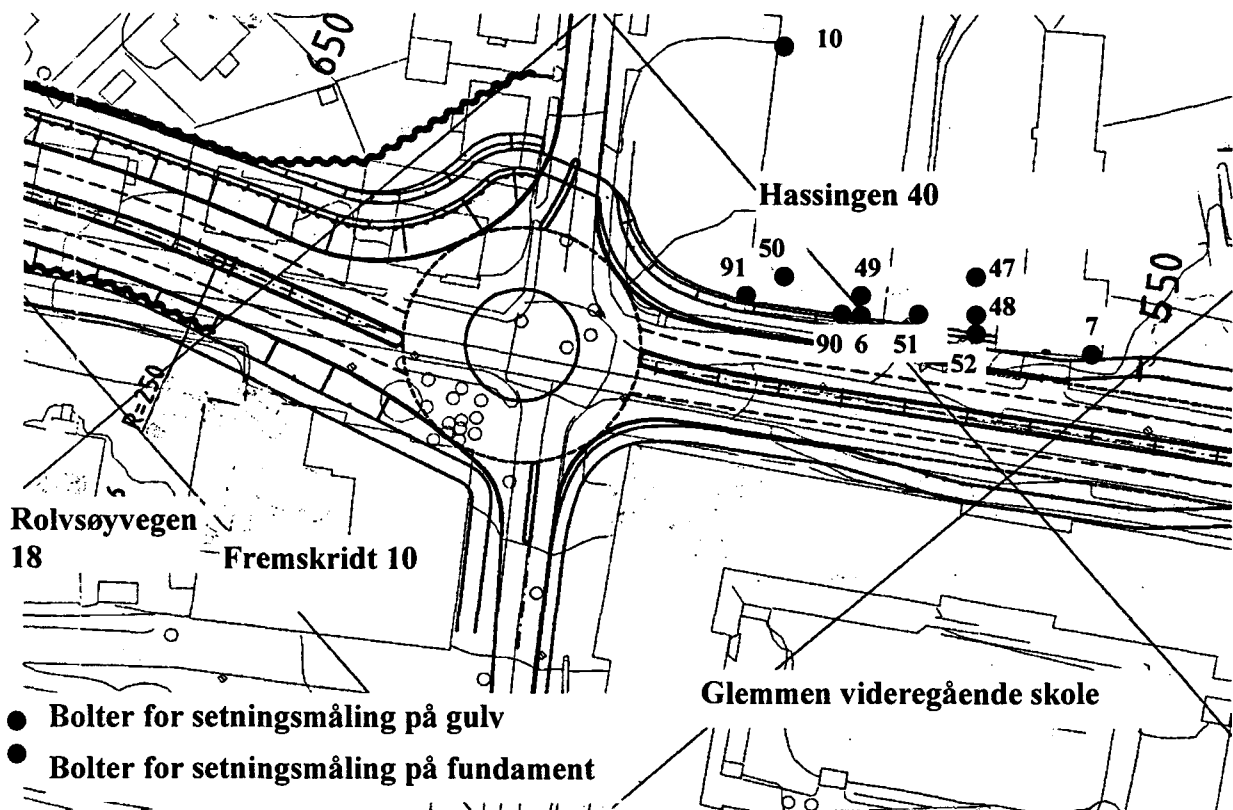 650
10
Hassingen 40
50
91
49
47
48
550
90
6
51
52
7
R=250
Rolvsøyvegen
18
Fremskridt 10
Glemmen videregående skole
Bolter for setningsmåling på gulv
Bolter for setningsmåling på fundament